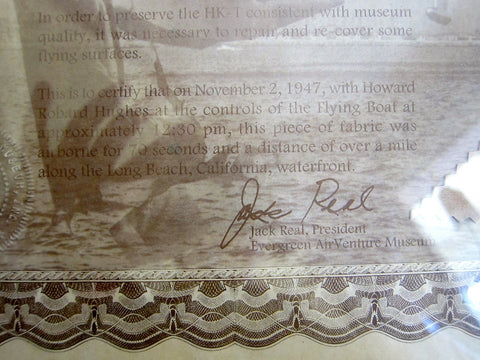 In order to preserve the HK-1 consistent with museum
quality, it was necessary to repair and re-cover some
flying surfaces.
This is to certify that on November 2, 1947, with Howard
Robard Hughes at the controls of the Flying Boat at
approximately 12:30 pm, this piece of fabric was
airborne for 70 seconds and a distance of over a mile
along the Long Beach, California, waterfront.
Jack Real
Jack Real, President
Evergreen AirVenture Museum